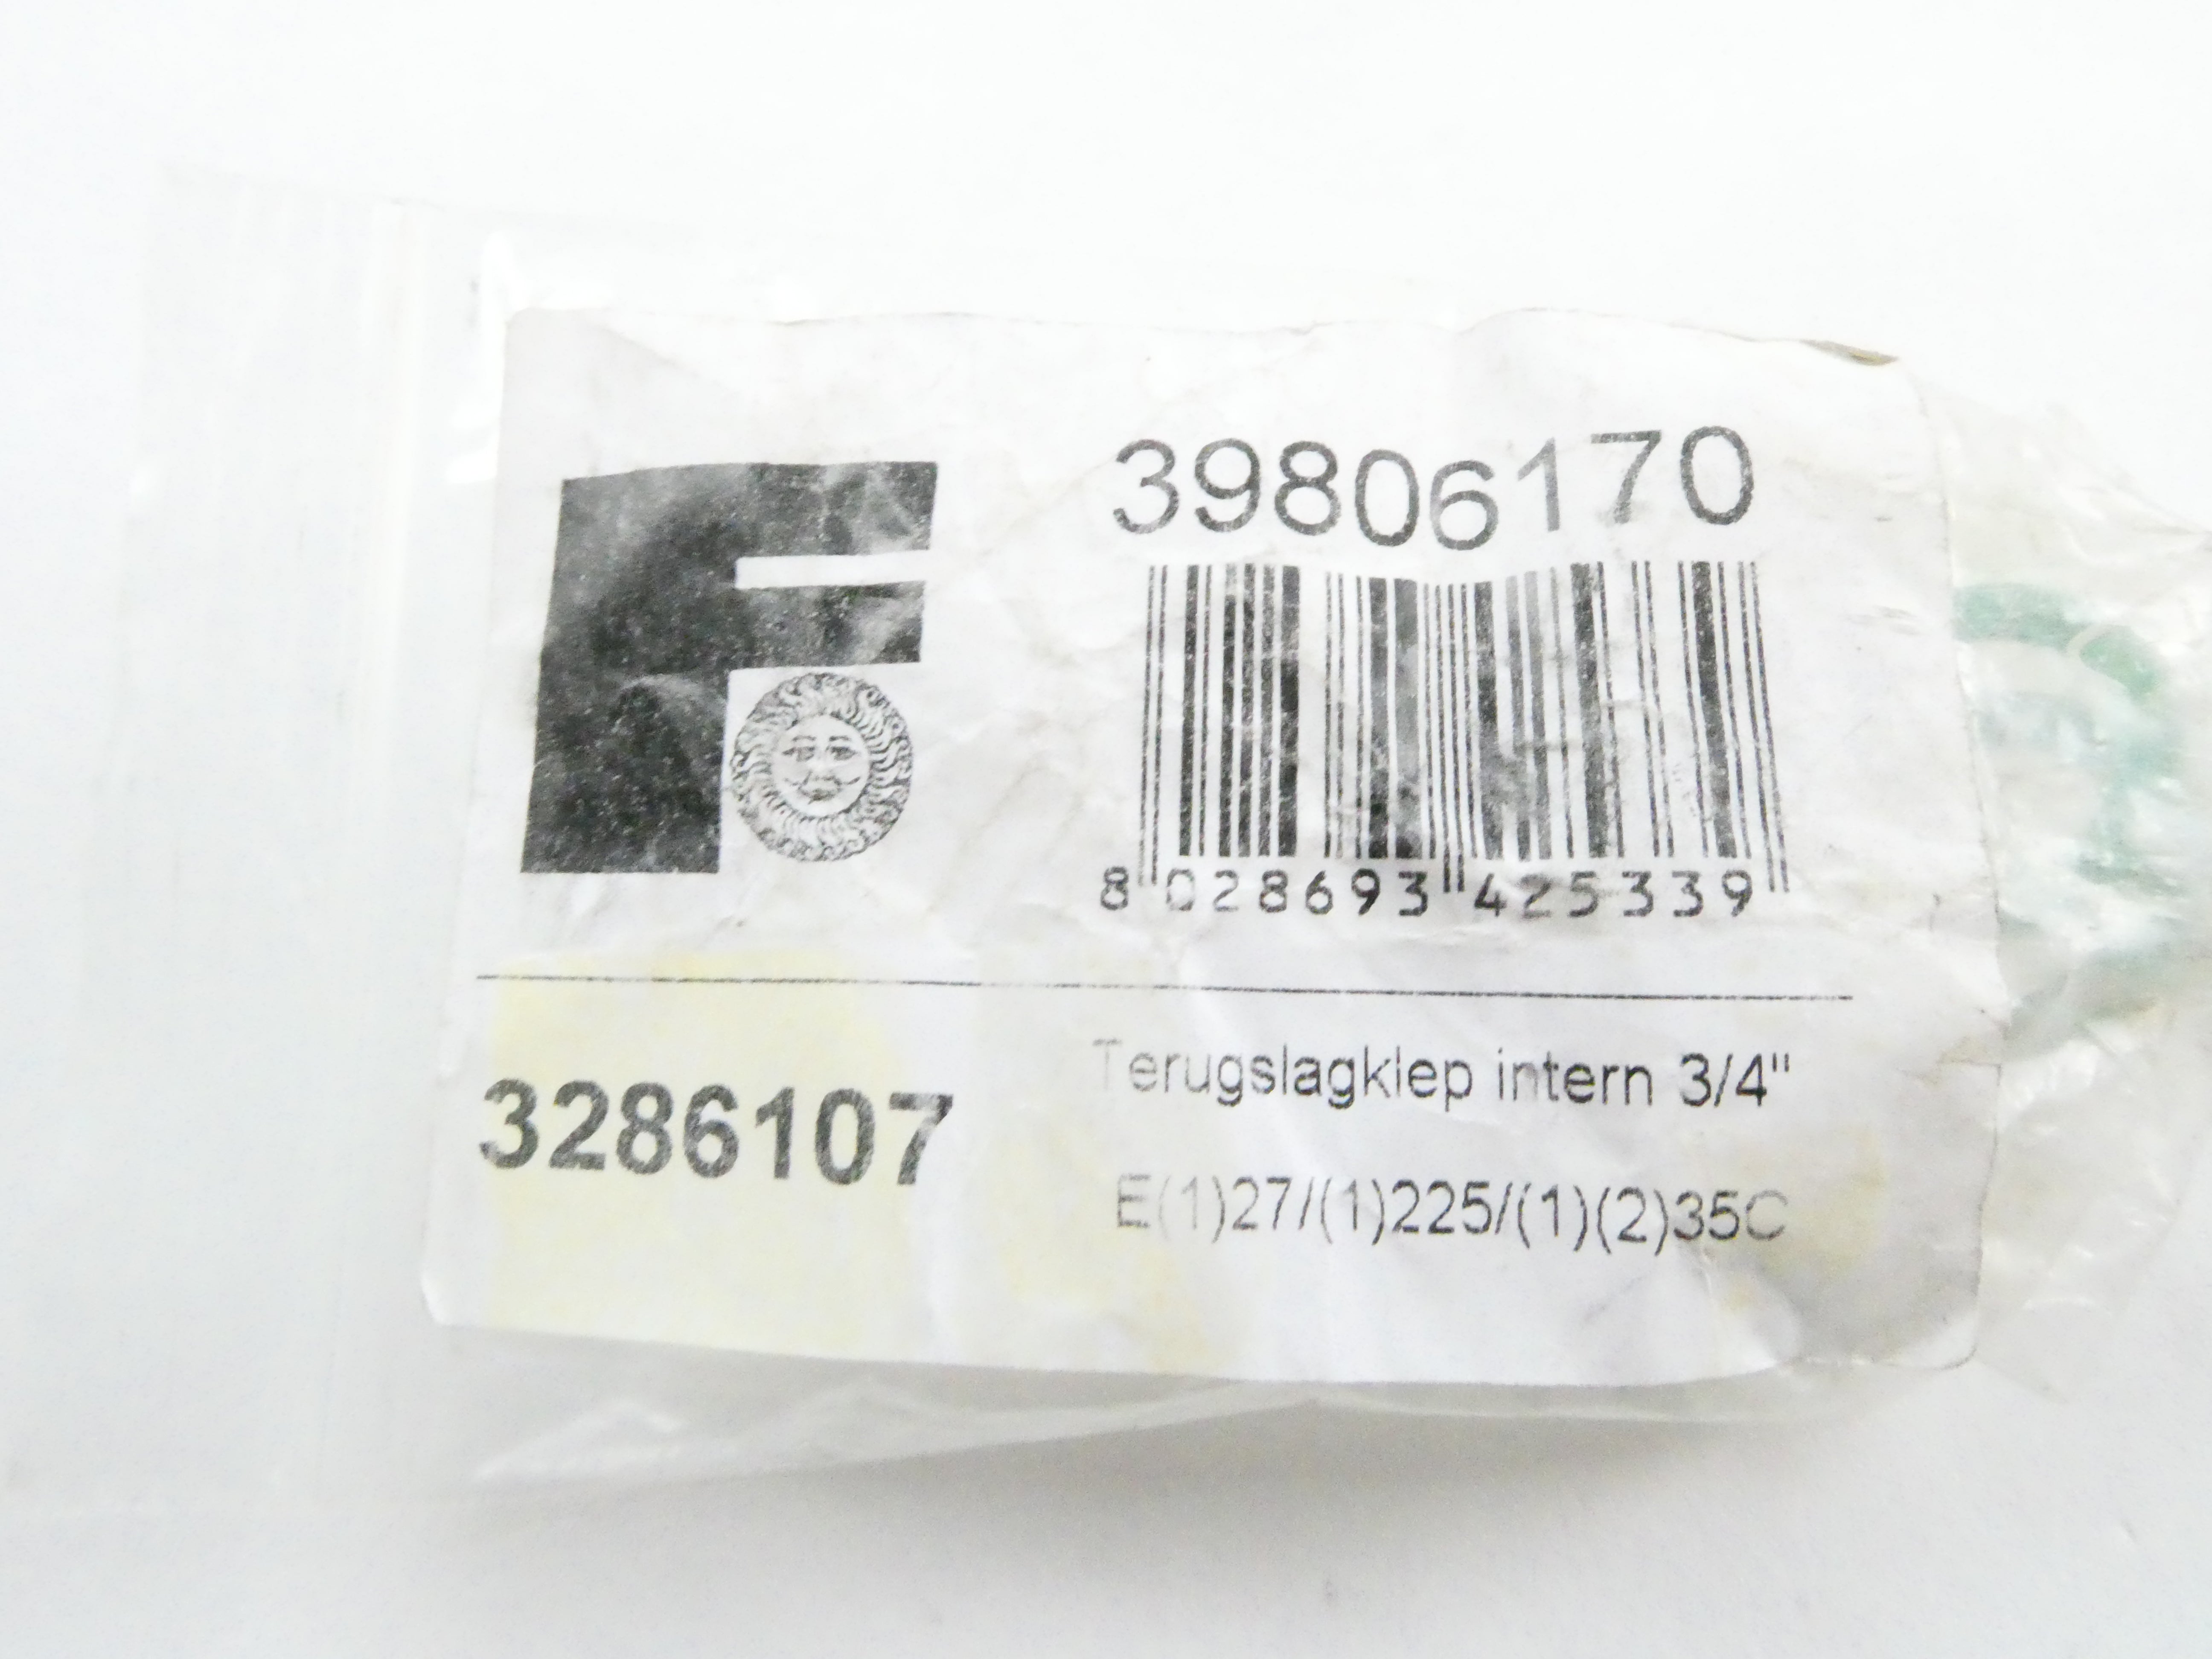 F
39806170
8 028693 425339
3286107
Terugslagklep intern 3/4"
E(1)27/(1)225/(1)(2)35C